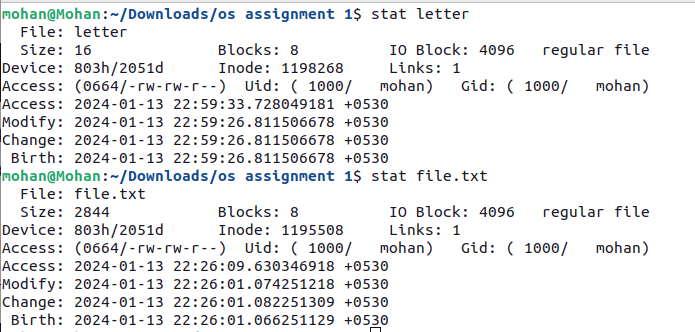 mohan@Mohan:~/Downloads/os assignment 1$ stat letter
  File: letter
  Size: 16              Blocks: 8          IO Block: 4096   regular file
Device: 803h/2051d      Inode: 1198268     Links: 1
Access: (0664/-rw-rw-r--)  Uid: ( 1000/   mohan)   Gid: ( 1000/   mohan)
Access: 2024-01-13 22:59:33.728049181 +0530
Modify: 2024-01-13 22:59:26.811506678 +0530
Change: 2024-01-13 22:59:26.811506678 +0530
 Birth: 2024-01-13 22:59:26.811506678 +0530
mohan@Mohan:~/Downloads/os assignment 1$ stat file.txt
  File: file.txt
  Size: 2844            Blocks: 8          IO Block: 4096   regular file
Device: 803h/2051d      Inode: 1195508     Links: 1
Access: (0664/-rw-rw-r--)  Uid: ( 1000/   mohan)   Gid: ( 1000/   mohan)
Access: 2024-01-13 22:26:09.630346918 +0530
Modify: 2024-01-13 22:26:01.074251218 +0530
Change: 2024-01-13 22:26:01.082251309 +0530
 Birth: 2024-01-13 22:26:01.066251129 +0530